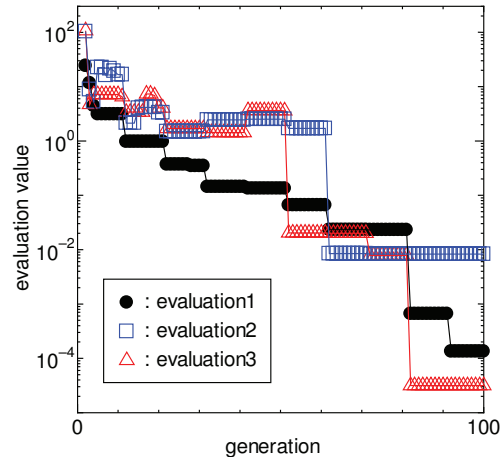 10^2
10^0
10^-2
10^-4
evaluation value
● : evaluation1
□ : evaluation2
△ : evaluation3
0
100
generation